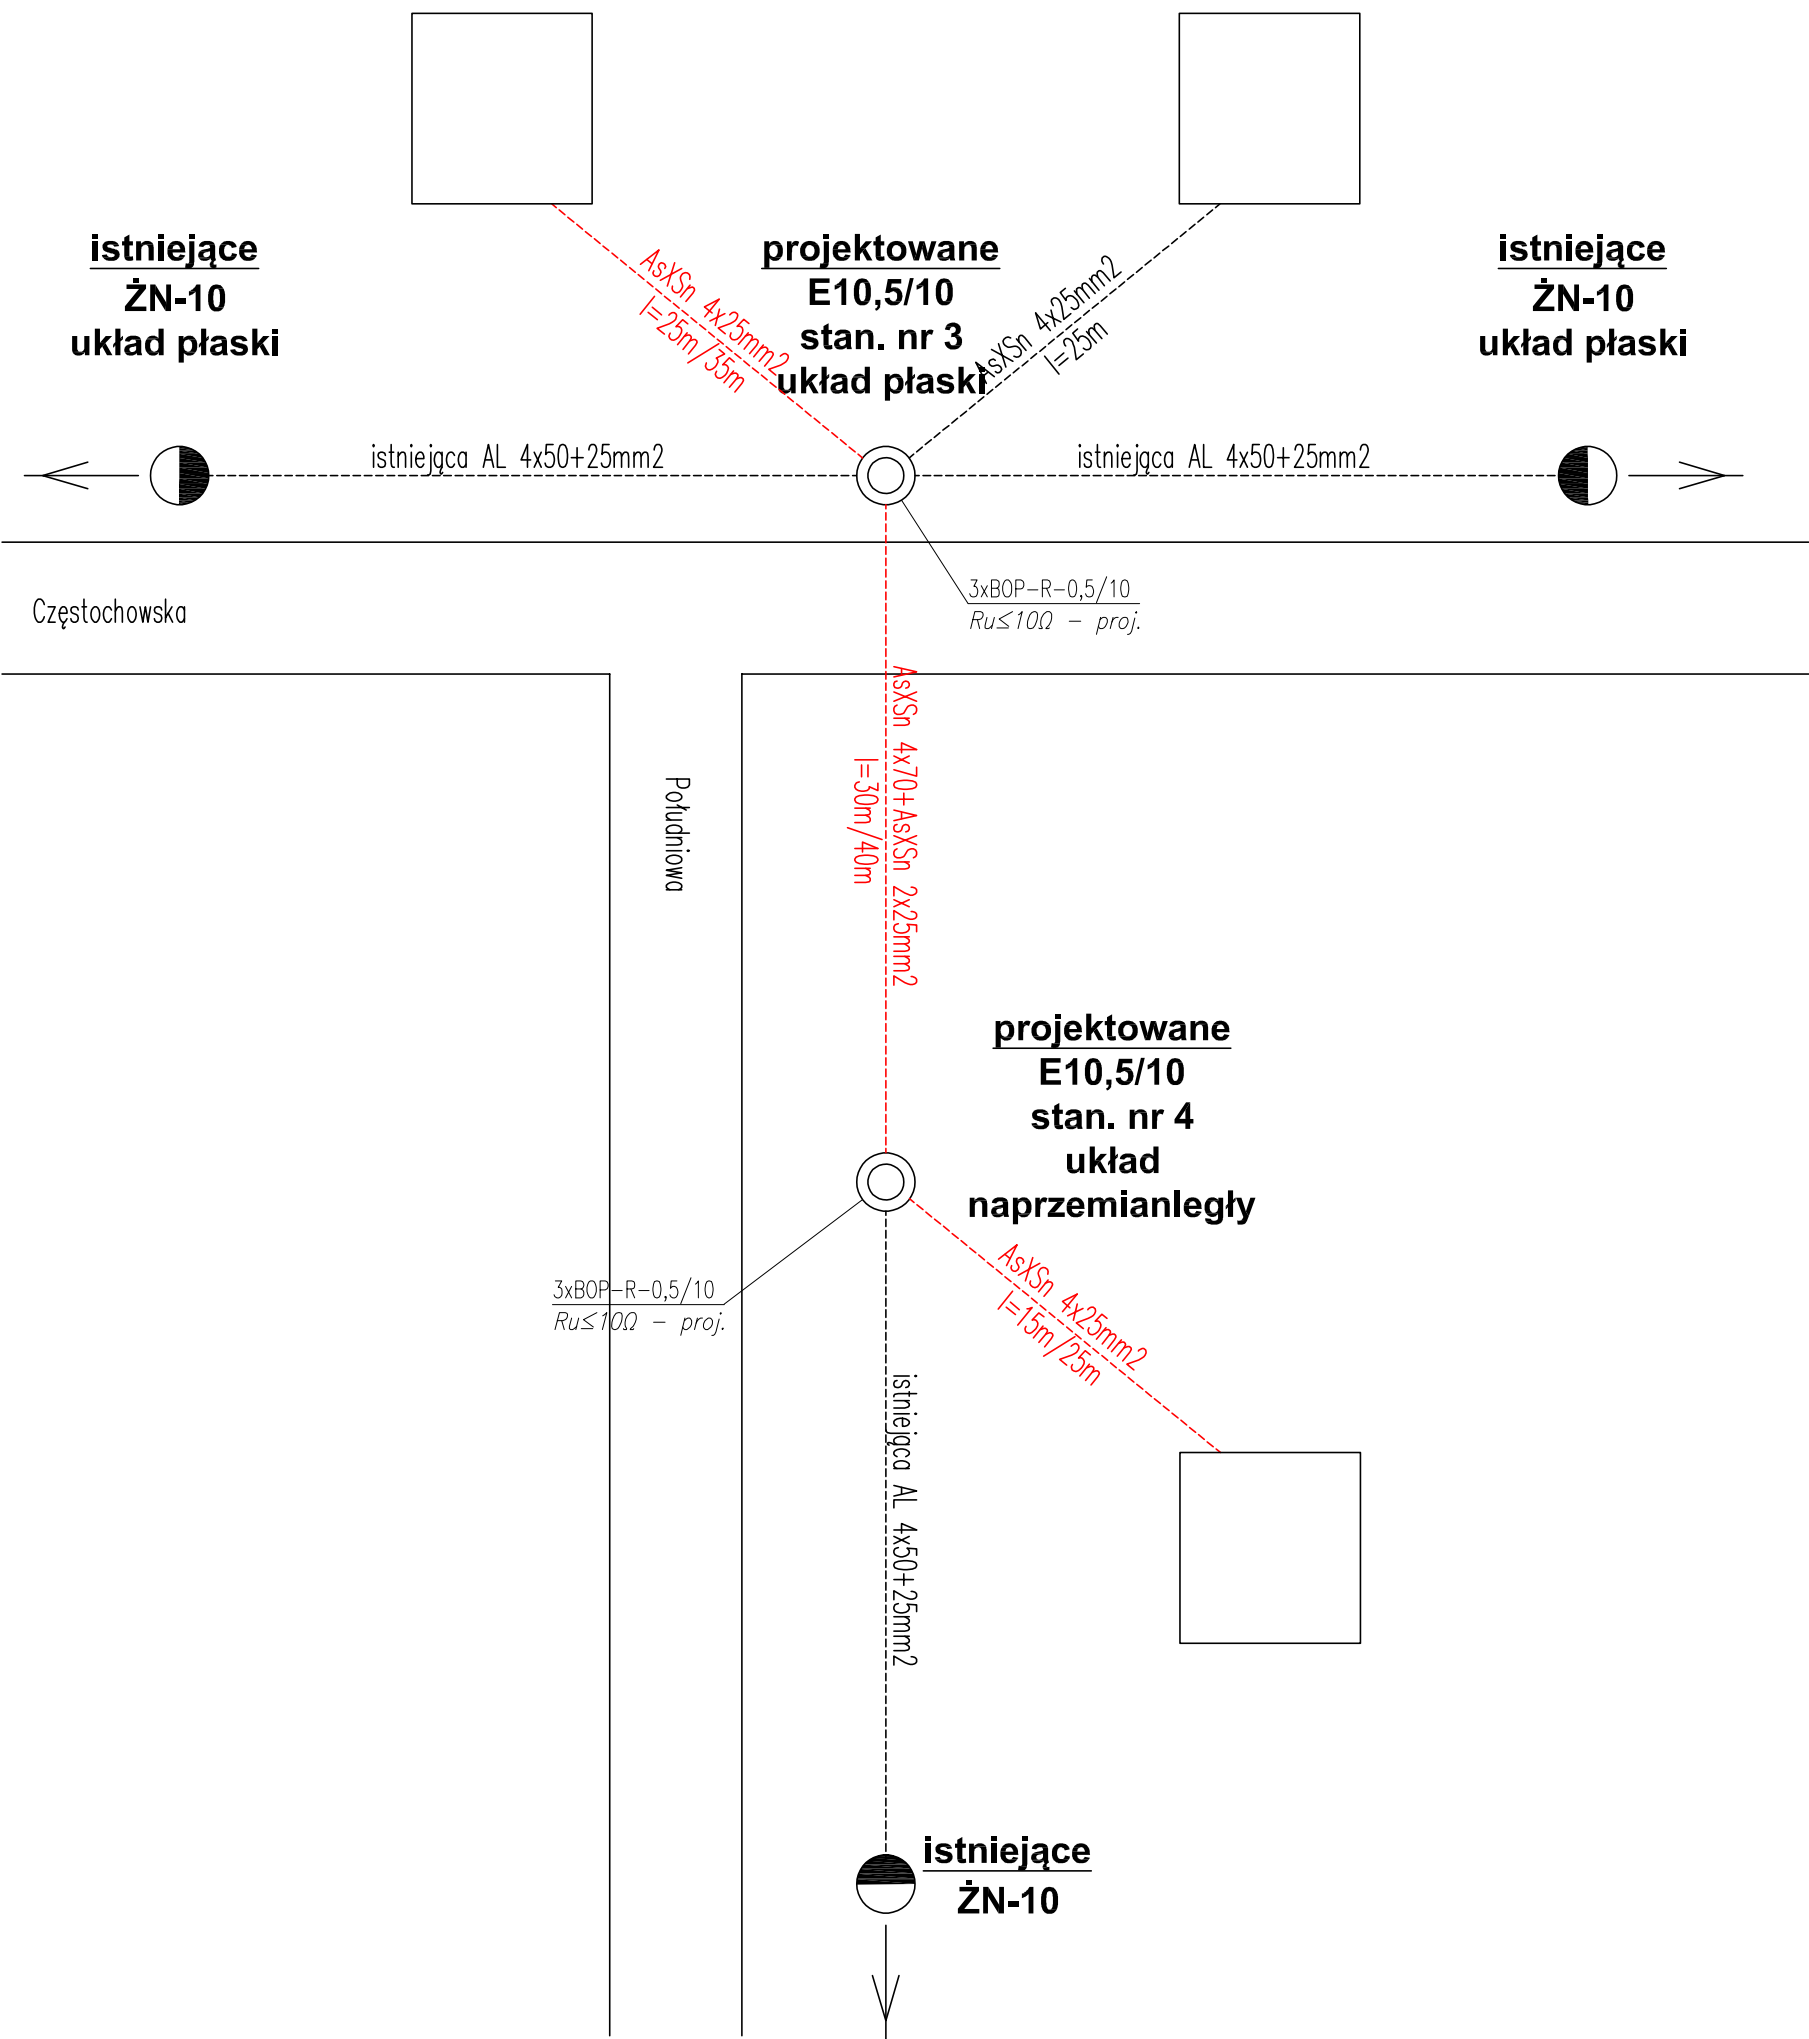 istniejące
ŻN-10
układ płaski
AsXSn 4x25mm2
l=25m/35m
projektowane
E10,5/10
stan. nr 3
układ płaski
AsXSn 4x25mm2
l=25m
istniejące
ŻN-10
układ płaski
istniejąca AL 4x50+25mm2
istniejąca AL 4x50+25mm2
Częstochowska
3xBOP-R-0,5/10
Ru≤10Ω - proj.
Południowa
AsXSn 4x70+AsXSn 2x25mm2
l=30m/40m
projektowane
E10,5/10
stan. nr 4
układ
naprzemianległy
3xBOP-R-0,5/10
Ru≤10Ω - proj.
AsXSn 4x25mm2
l=15m/25m
istniejąca AL 4x50+25mm2
istniejące
ŻN-10